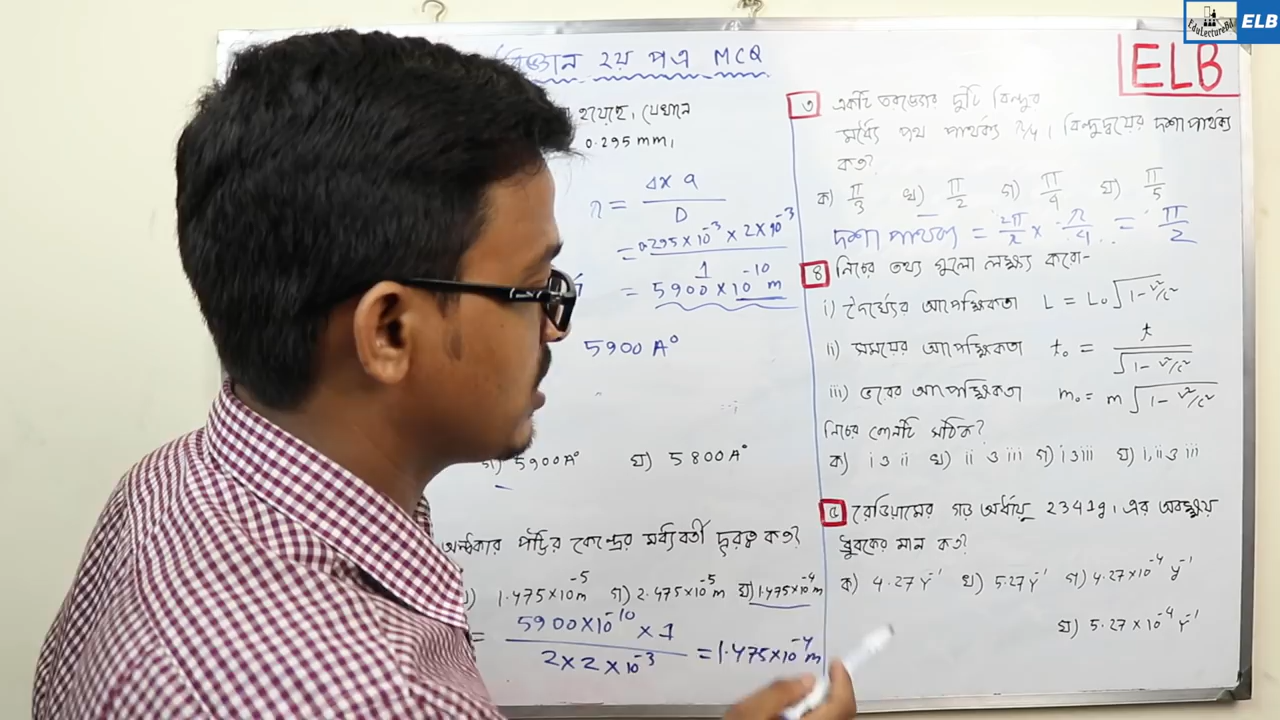 EduLectureBd ELB
২য় পত্র MCQ
ELB
হয়েছে, যেখানে
0.295 mm,
x = Δx a / D
= 0.295×10⁻³ × 2×10⁻³ / 1
= 5900×10⁻¹⁰ m
5900 A°
গ) 5900A° ঘ) 5800A°
অন্ধকার পট্টির কেন্দ্রের মধ্যবর্তী দূরত্ব কত?
1.475×10⁻⁵m গ) 2.475×10⁻⁵m ঘ) 1.475×10⁻⁴m
= 5900×10⁻¹⁰ × 1 / 2×2×10⁻³ = 1.475×10⁻⁴ m
৩ একটি তরঙ্গের দুটি বিন্দুর
মধ্যে পথ পার্থক্য λ/4। বিন্দুদ্বয়ের দশা পার্থক্য
কত?
ক) π/3 খ) π/2 গ) π/4 ঘ) π/5
দশা পার্থক্য = 2π/λ × λ/4 = π/2
৪ নিচের তথ্য গুলো লক্ষ্য করো-
i) দৈর্ঘ্যের আপেক্ষিকতা L = L₀ √1-v²/c²
ii) সময়ের আপেক্ষিকতা t₀ = t / √1-v²/c²
iii) ভরের আপেক্ষিকতা m₀ = m √1-v²/c²
নিচের কোনটি সঠিক?
ক) i ও ii খ) ii ও iii গ) i ও iii ঘ) i, ii ও iii
৫ রেডিয়ামের গড় আয়ু 2341y। এর অবক্ষয়
ধ্রুবকের মান কত?
ক) 4.27 Y⁻¹ খ) 5.27 Y⁻¹ গ) 4.27×10⁻⁴ y⁻¹
ঘ) 5.27×10⁻⁴ Y⁻¹